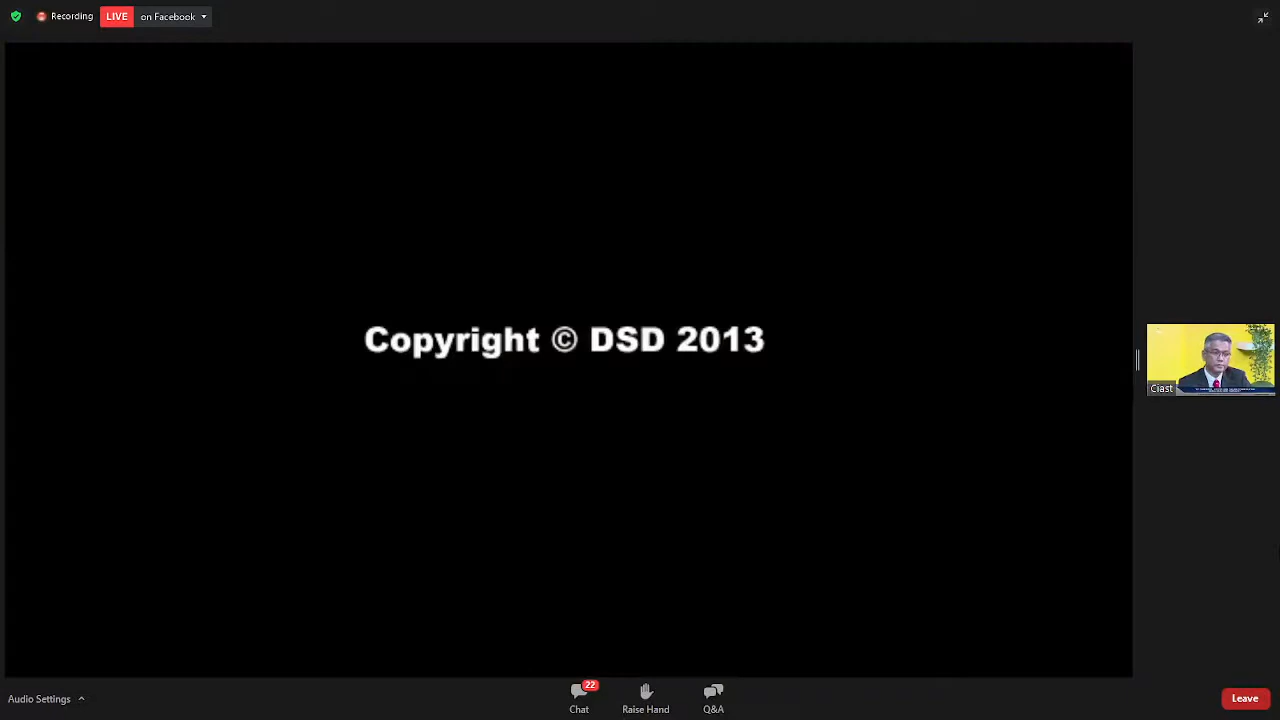 Recording
LIVE
on Facebook
Copyright © DSD 2013
Ciast
Audio Settings
22
Chat
Raise Hand
Q&A
Leave